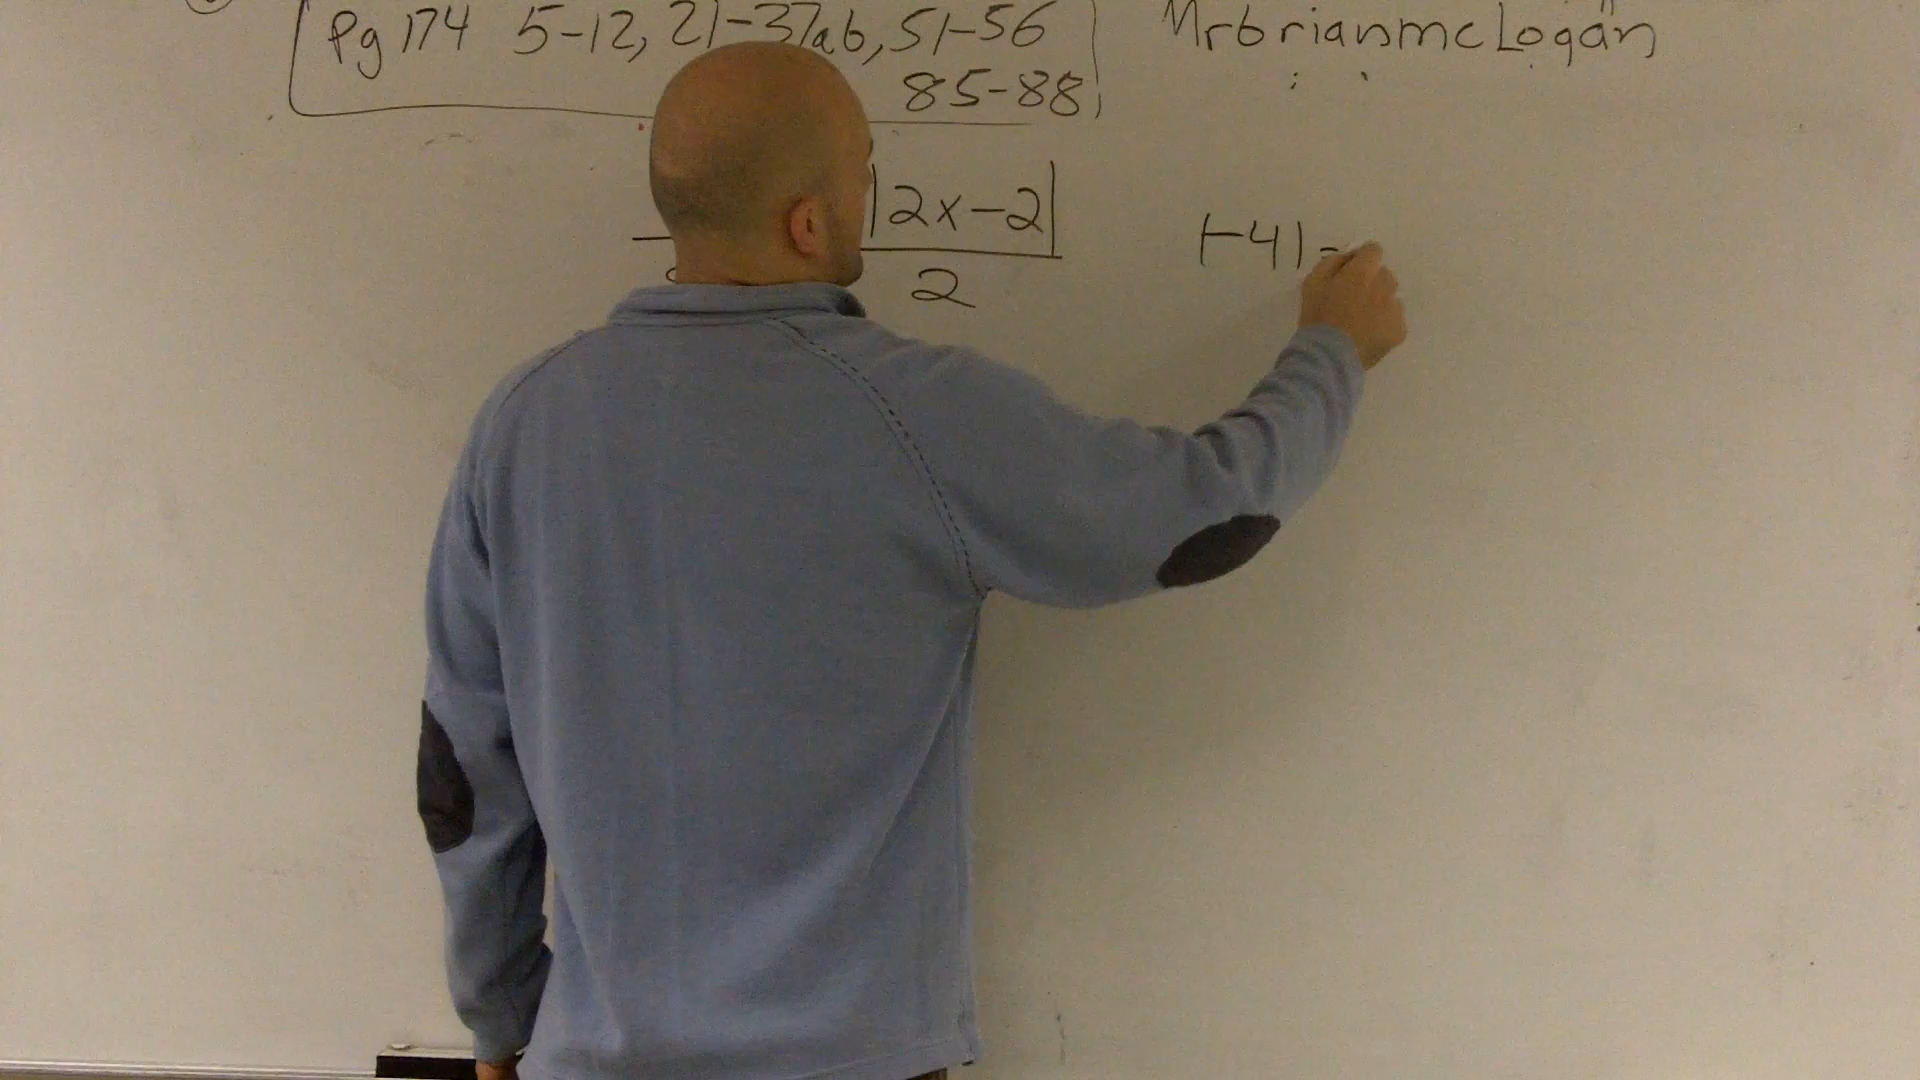 Pg 174 5-12, 21-37ab, 51-56
85-88
MrbrianmcLogan
|2x-2|
2
|-4| =